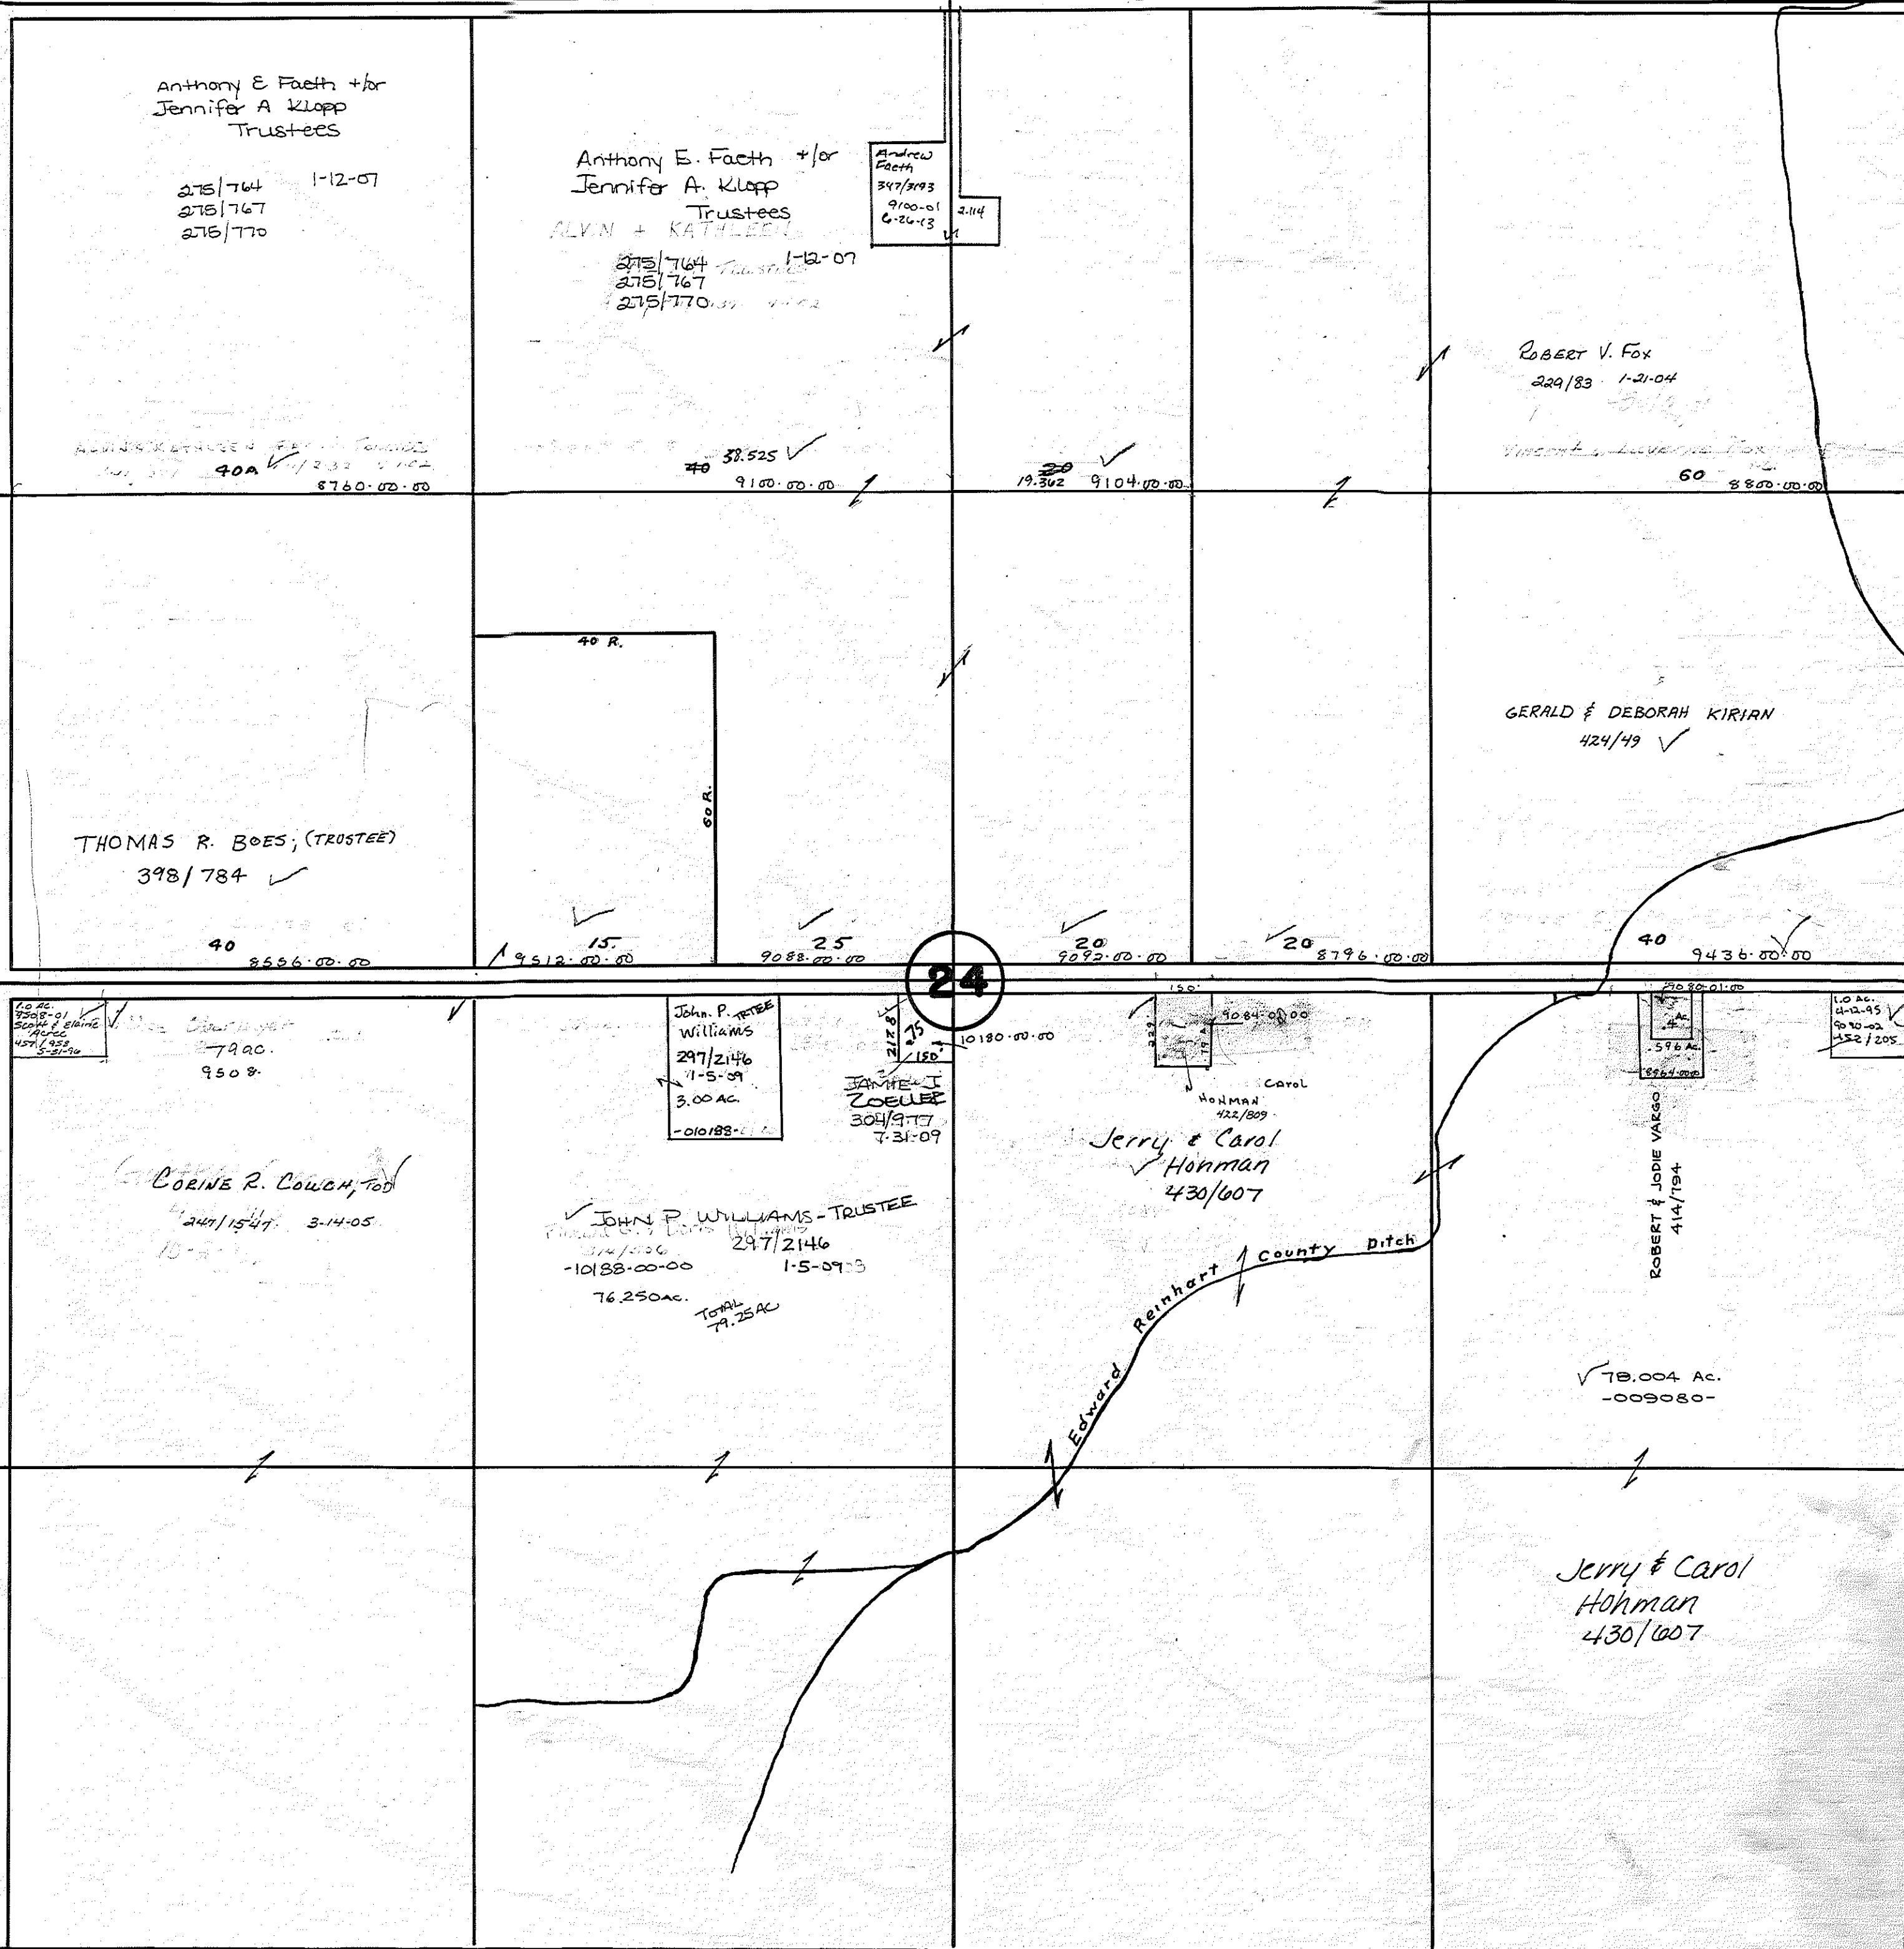 Anthony E Faeth +/or
Jennifer A Klopp
Trustees
275/764 1-12-07
275/767
275/770
40A
8760.00.00
Anthony E. Faeth +/or
Jennifer A. Klopp
Trustees
ALVIN + KATHLEEN
275/764 1-12-07
275/767
275/770
40 38.525
9100.00.00
Andrew
Faeth
347/3193
9100-01
6-26-13
2.114
20
19.362 9104.00.00
ROBERT V. FOX
229/83 1-21-04
60
8800.00.00
THOMAS R. BOES; (TRUSTEE)
398/784
40
8556.00.00
40 R.
60 R.
15.
9512.00.00
25
9088.00.00
20
9092.00.00
20
8796.00.00
GERALD & DEBORAH KIRIAN
424/49
40
9436.00.00
24
1.0 AC.
9508-01
Scott & Elaine
457/958
5-31-96
79 ac.
9508.
CORINE R. COUCH, TOD
247/1547 3-14-05
John. P. TRTEE
Williams
297/2146
1-5-09
3.00 AC.
-010188-
217.8
.75
150'
10180.00.00
JAMIE J
ZOELLER
304/977
7-31-09
JOHN P. WILLIAMS-TRUSTEE
297/2146
-10188-00-00 1-5-09
76.250AC.
TOTAL
79.25AC
150'
9084.00.00
Carol
HOHMAN
422/809
Jerry & Carol
Hohman
430/607
Edward Reinhart County Ditch
9080-01.00
.4 AC.
.596 AC.
8964.0000
ROBERT & JODIE VARGO
414/794
1.0 AC.
4-12-95
9090-02
452/205
78.004 AC.
-009080-
Jerry & Carol
Hohman
430/607